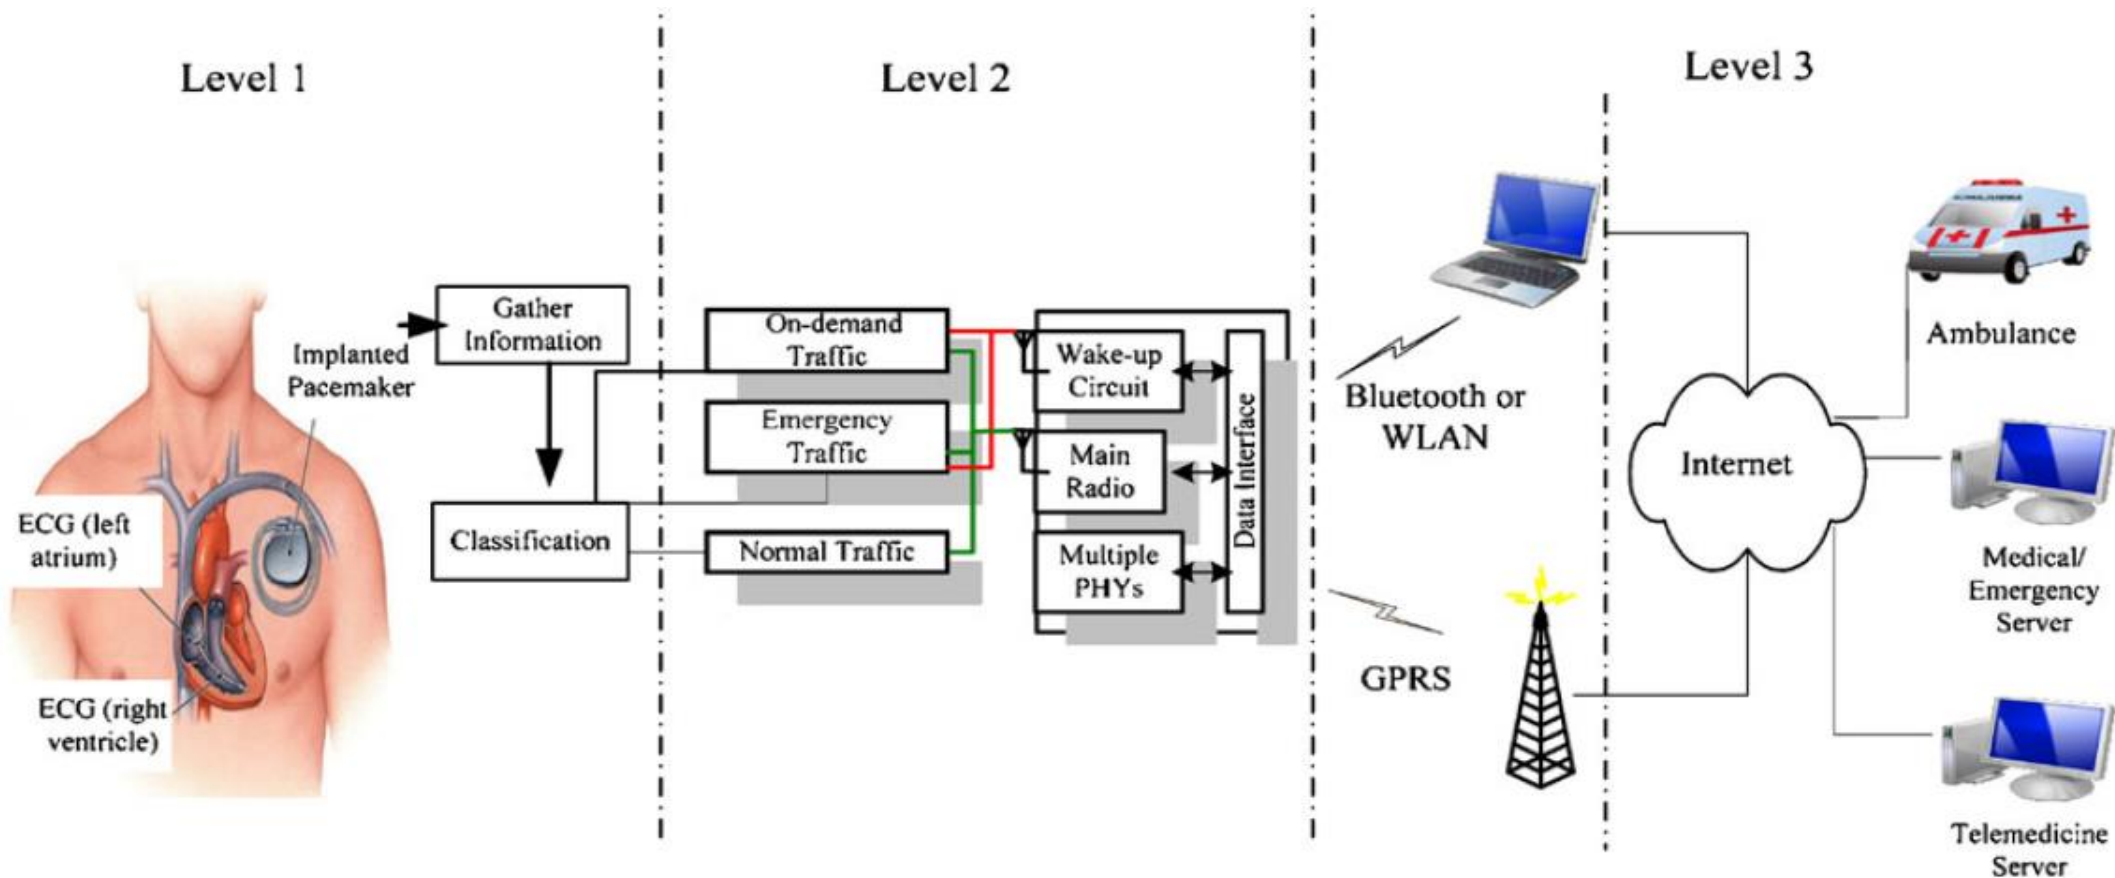 Level 1
Level 2
Level 3
Gather
Information
Implanted
Pacemaker
ECG (left
atrium)
ECG (right
ventricle)
Classification
On-demand
Traffic
Emergency
Traffic
Normal Traffic
Wake-up
Circuit
Main
Radio
Multiple
PHYs
Data Interface
Bluetooth or
WLAN
GPRS
Internet
Ambulance
Medical/
Emergency
Server
Telemedicine
Server